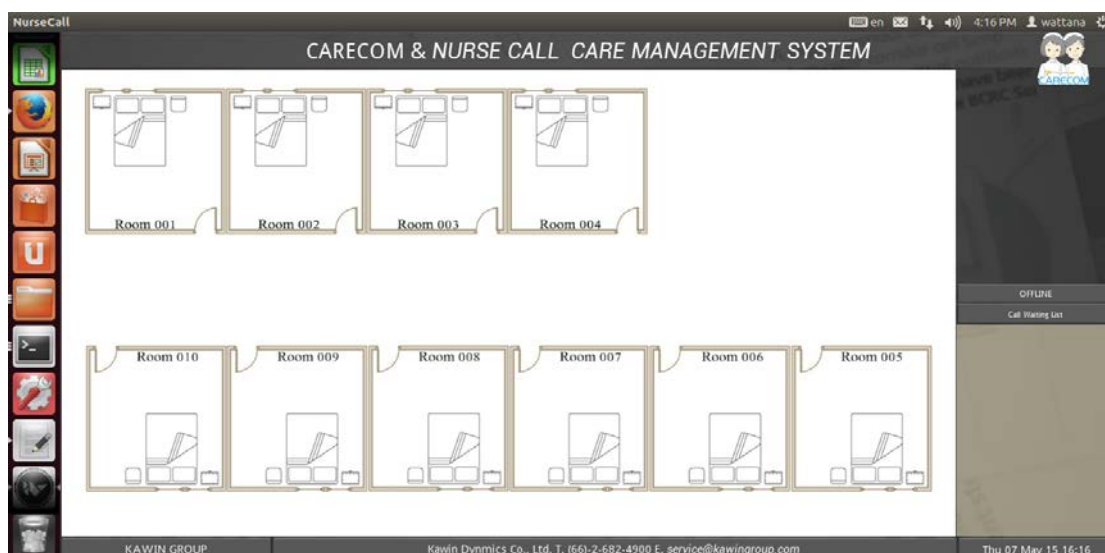 NurseCall
en
4:16 PM
wattana
CARECOM & NURSE CALL CARE MANAGEMENT SYSTEM
CARECOM
have been
Room 001
Room 002
Room 003
Room 004
OFFLINE
Call Waiting List
Room 010
Room 009
Room 008
Room 007
Room 006
Room 005
KAWIN GROUP
Kawin Dynmics Co., Ltd. T. (66)-2-682-4900 E. service@kawingroup.com
Thu 07 May 15 16:16